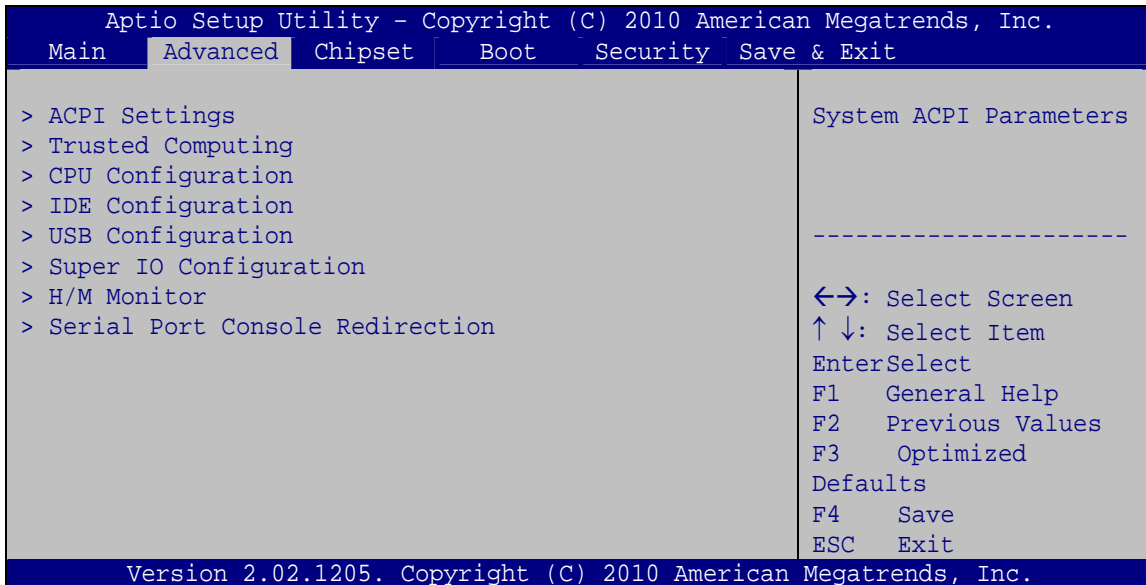 Aptio Setup Utility – Copyright (C) 2010 American Megatrends, Inc.
Main Advanced Chipset Boot Security Save & Exit
> ACPI Settings
> Trusted Computing
> CPU Configuration
> IDE Configuration
> USB Configuration
> Super IO Configuration
> H/M Monitor
> Serial Port Console Redirection
System ACPI Parameters
----------------------
←→: Select Screen
↑ ↓: Select Item
EnterSelect
F1 General Help
F2 Previous Values
F3 Optimized
Defaults
F4 Save
ESC Exit
Version 2.02.1205. Copyright (C) 2010 American Megatrends, Inc.